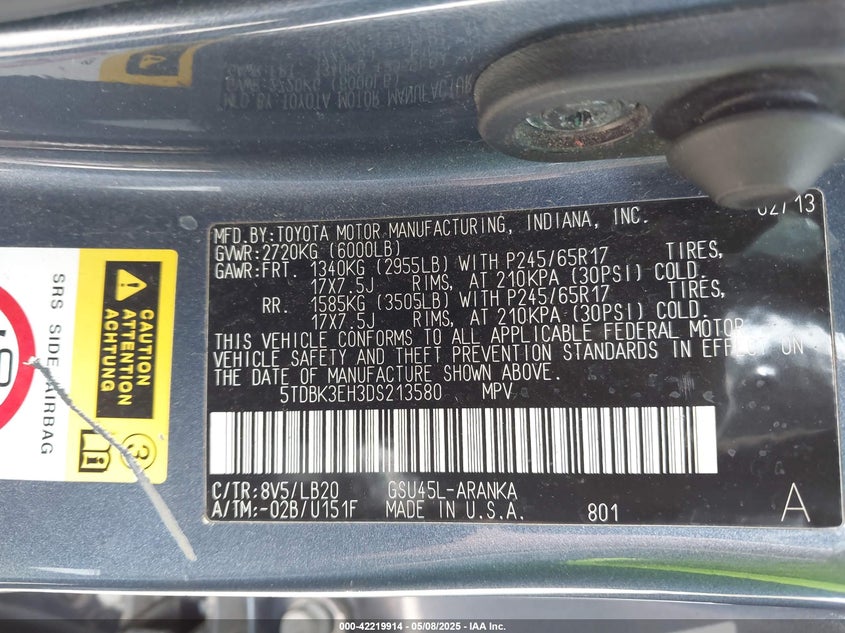 02/13
MFD.BY:TOYOTA MOTOR MANUFACTURING, INDIANA, INC.
GVWR:2720KG (6000LB)
GAWR:FRT. 1340KG (2955LB) WITH P245/65R17 TIRES,
17X7.5J RIMS, AT 210KPA (30PSI) COLD.
RR. 1585KG (3505LB) WITH P245/65R17 TIRES,
17X7.5J RIMS, AT 210KPA (30PSI) COLD.
THIS VEHICLE CONFORMS TO ALL APPLICABLE FEDERAL MOTOR
VEHICLE SAFETY AND THEFT PREVENTION STANDARDS IN EFFECT ON
THE DATE OF MANUFACTURE SHOWN ABOVE.
5TDBK3EH3DS213580 MPV
C/TR:8V5/LB20 GSU45L-ARANKA
A/TM:-02B/U151F MADE IN U.S.A. 801 A
SRS SIDE AIRBAG
CAUTION
ATTENTION
ACHTUNG
3
000-42219914 - 05/08/2025 - IAA Inc.